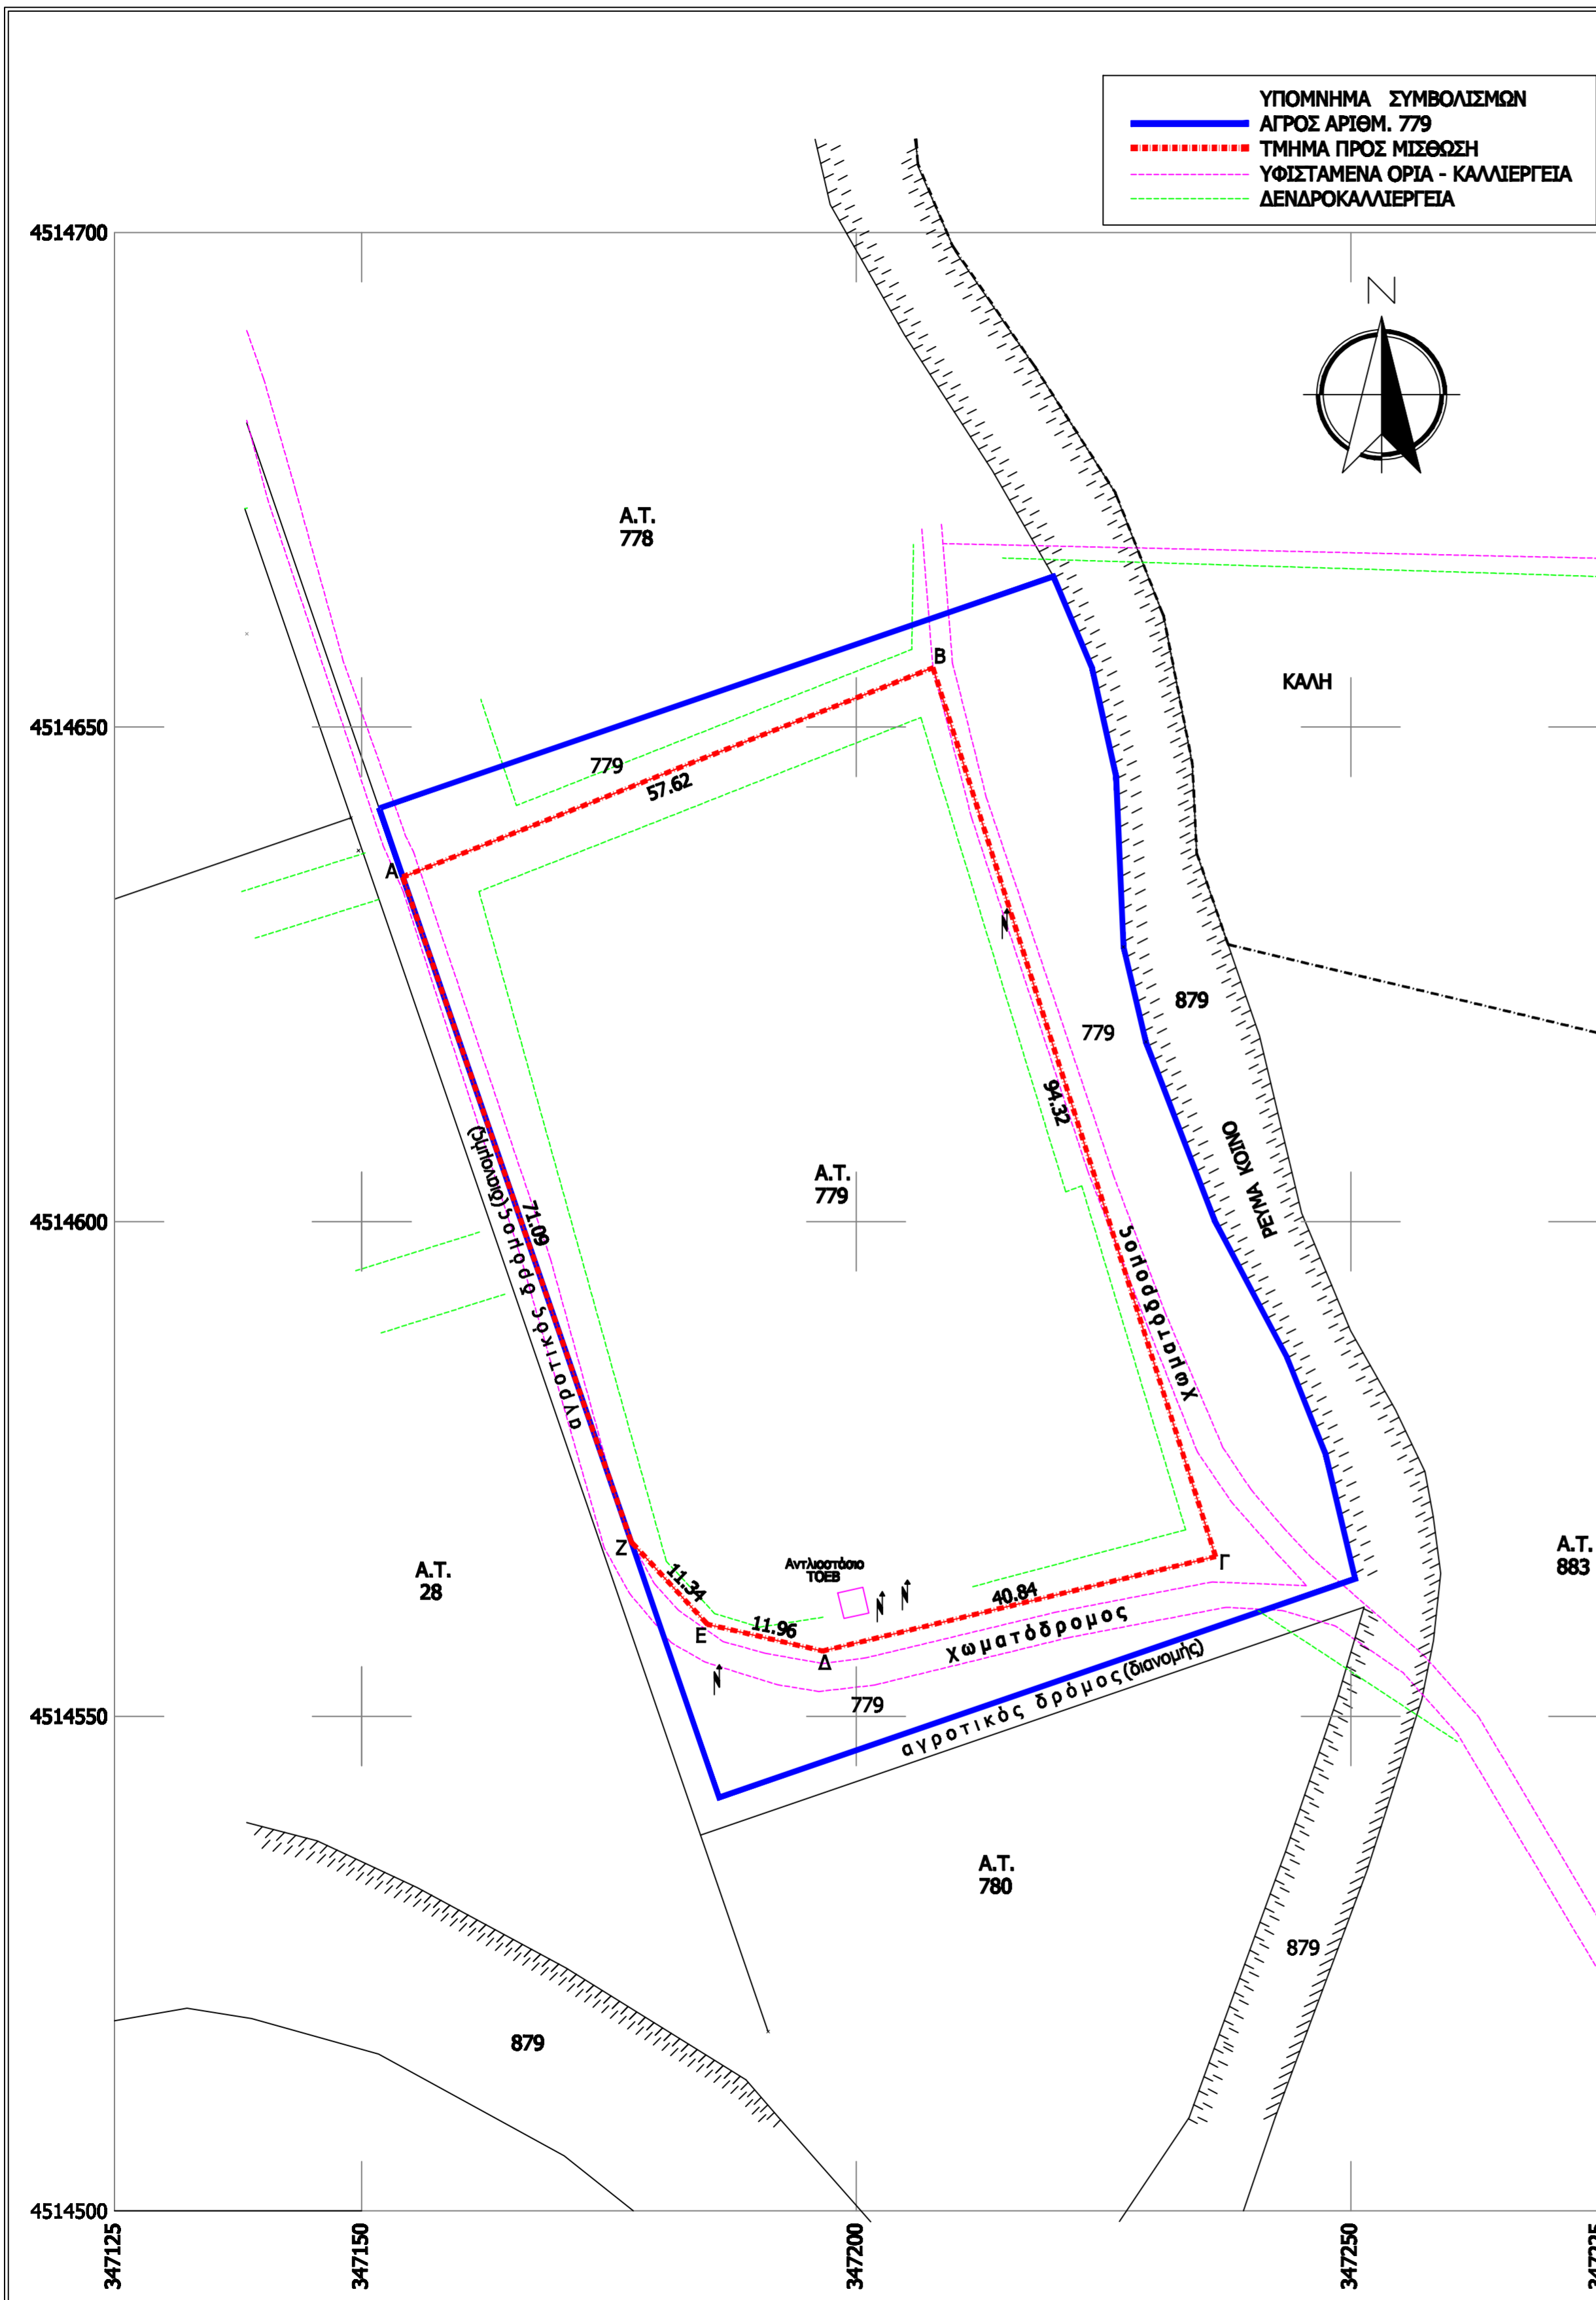 ΥΠΟΜΝΗΜΑ ΣΥΜΒΟΛΙΣΜΩΝ
ΑΓΡΟΣ ΑΡΙΘΜ. 779
ΤΜΗΜΑ ΠΡΟΣ ΜΙΣΘΩΣΗ
ΥΦΙΣΤΑΜΕΝΑ ΟΡΙΑ - ΚΑΛΛΙΕΡΓΕΙΑ
ΔΕΝΔΡΟΚΑΛΛΙΕΡΓΕΙΑ
4514700
N
Α.Τ.
778
Β
ΚΑΛΗ
4514650
779
57.62
Α
879
779
94.32
ΡΕΥΜΑ ΚΟΙΝΟ
Α.Τ.
779
αγροτικός δρόμος(διανομής)
71.09
4514600
χωματόδρομος
Ζ
Γ
Α.Τ.
28
Αντλιοστάσιο
ΤΟΕΒ
Α.Τ.
883
11.34
11.96
40.84
Ε
Δ
χωματόδρομος
779
αγροτικός δρόμος(διανομής)
4514550
Α.Τ.
780
879
879
4514500
347125
347150
347200
347250